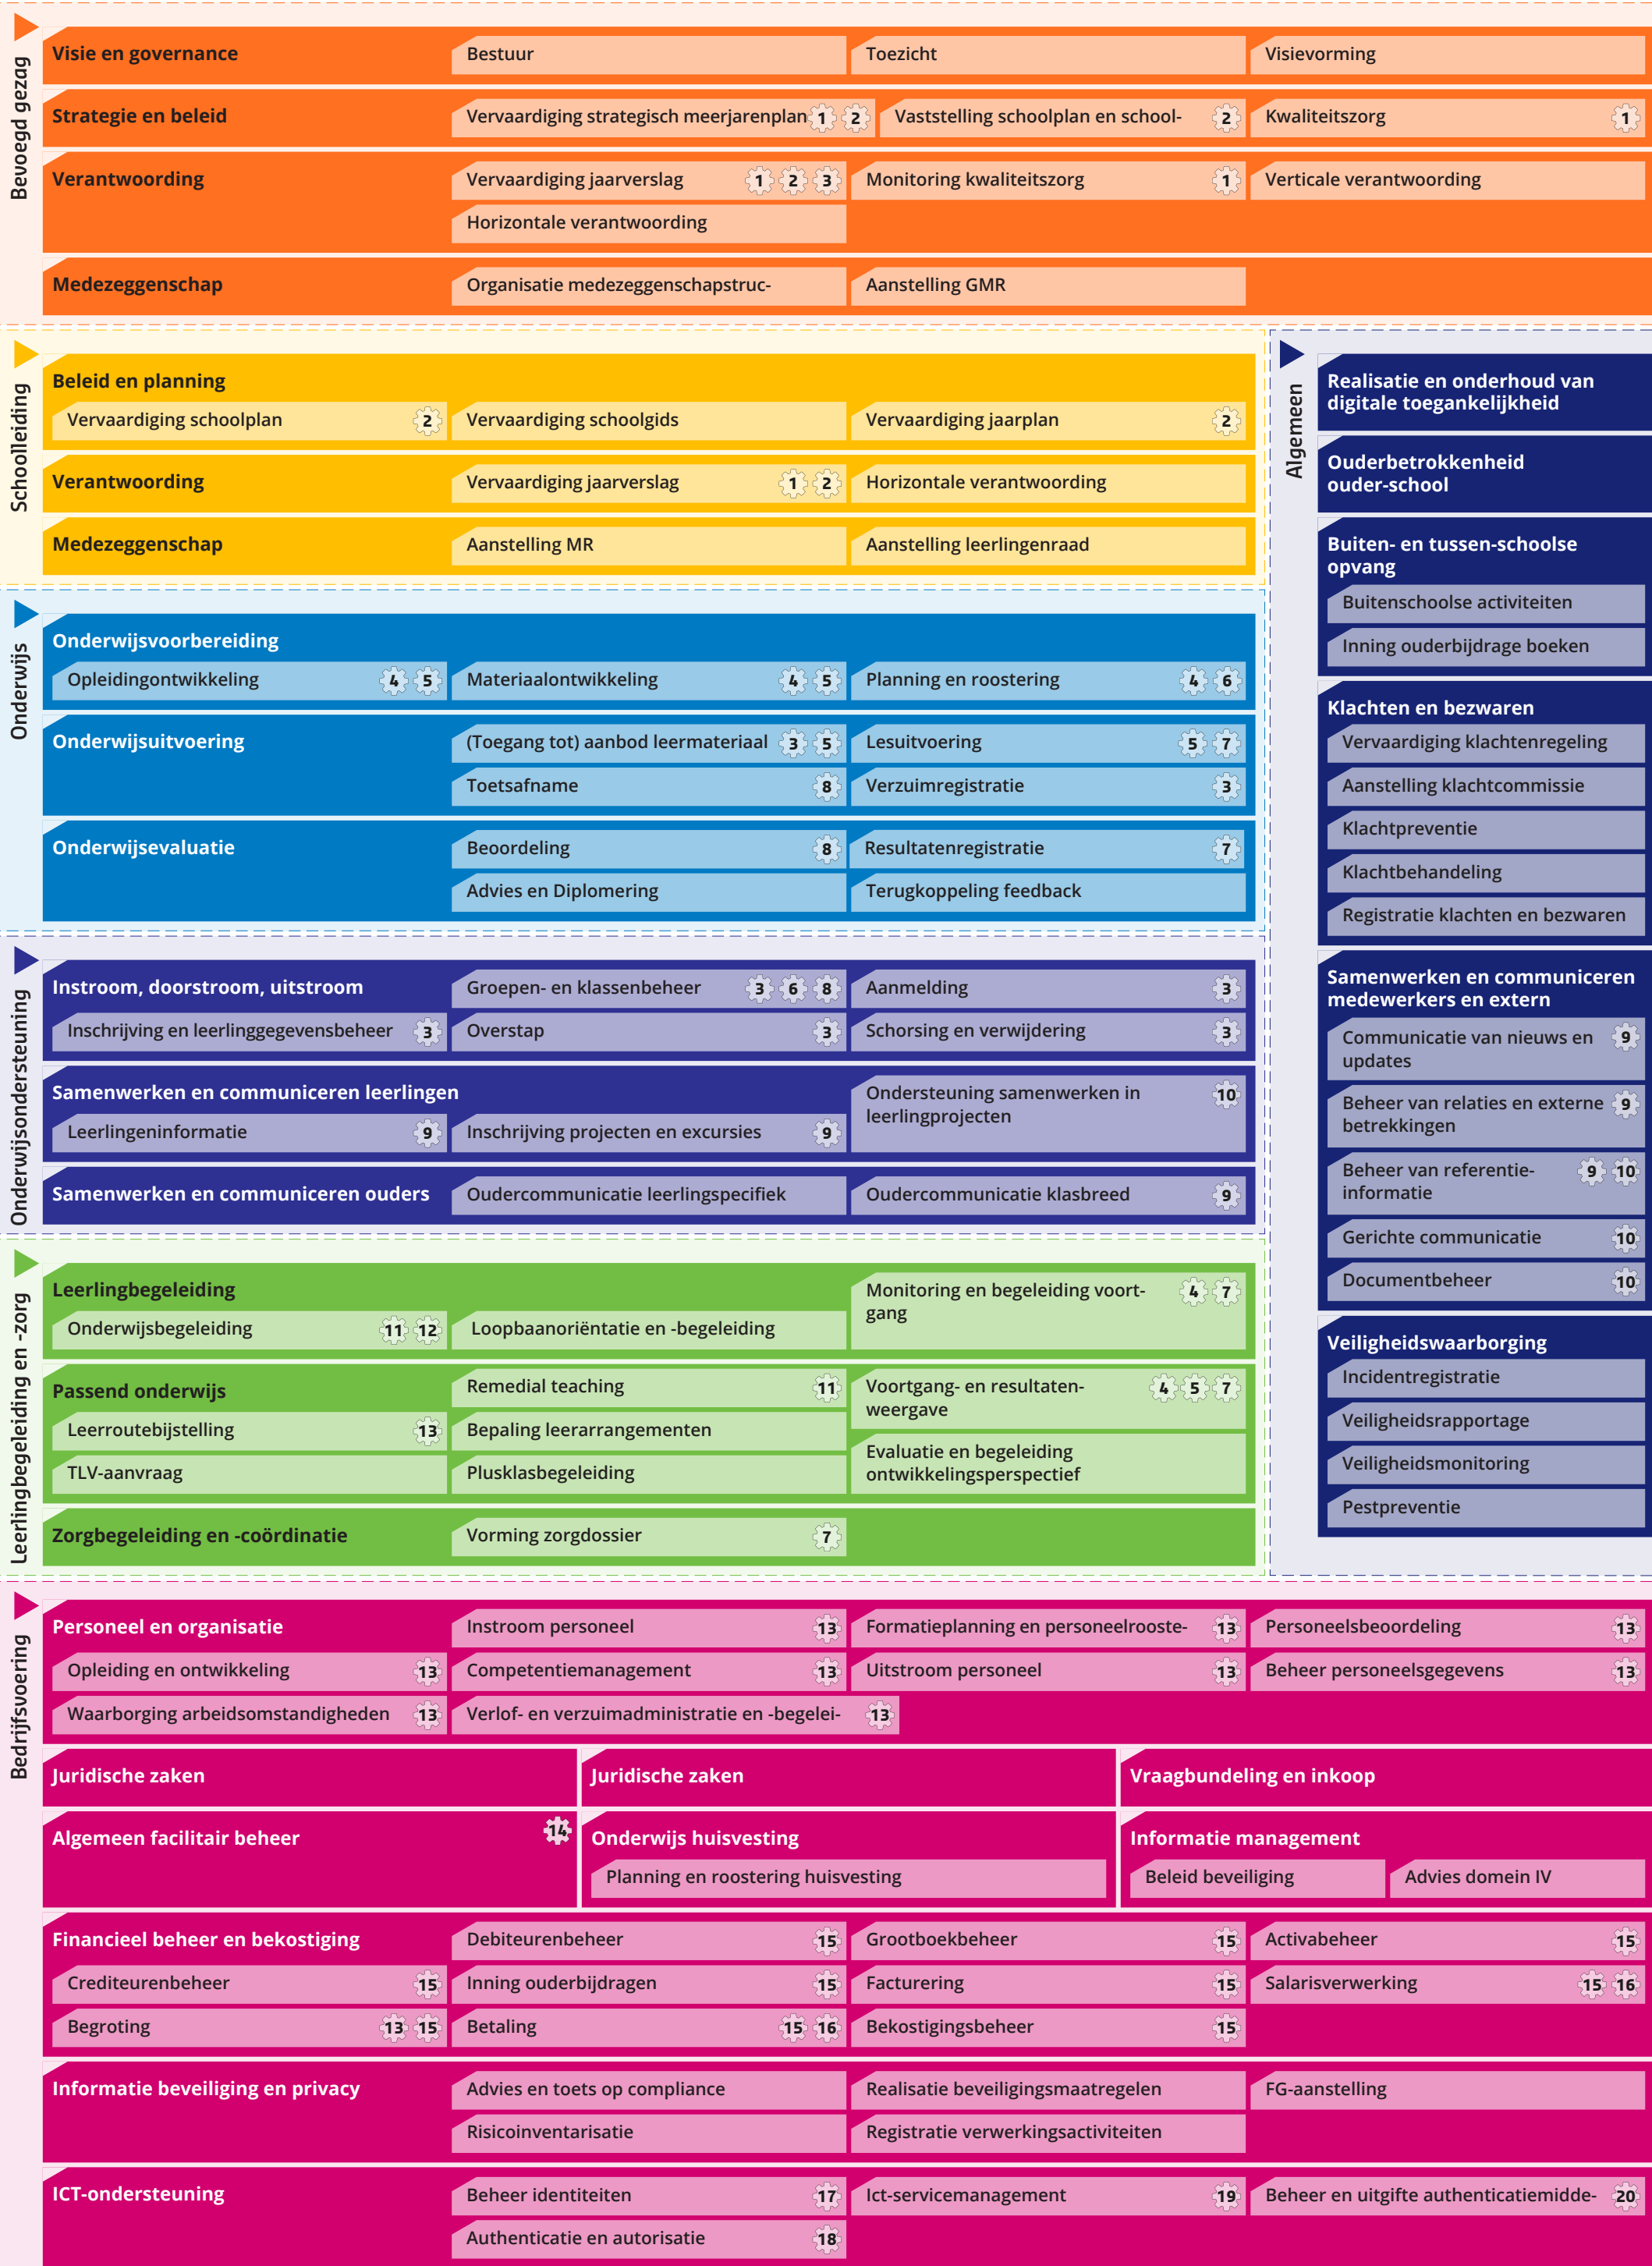 Bevoegd gezag
Visie en governance
Bestuur
Toezicht
Visievorming
Strategie en beleid
Vervaardiging strategisch meerjarenplan 1 2
Vaststelling schoolplan en school- 2
Kwaliteitszorg 1
Verantwoording
Vervaardiging jaarverslag 1 2 3
Monitoring kwaliteitszorg 1
Verticale verantwoording
Horizontale verantwoording
Medezeggenschap
Organisatie medezeggenschapstruc-
Aanstelling GMR
Schoolleiding
Beleid en planning
Vervaardiging schoolplan 2
Vervaardiging schoolgids
Vervaardiging jaarplan 2
Verantwoording
Vervaardiging jaarverslag 1 2
Horizontale verantwoording
Medezeggenschap
Aanstelling MR
Aanstelling leerlingenraad
Onderwijs
Onderwijsvoorbereiding
Opleidingontwikkeling 4 5
Materiaalontwikkeling 4 5
Planning en roostering 4 6
Onderwijsuitvoering
(Toegang tot) aanbod leermateriaal 3 5
Lesuitvoering 5 7
Toetsafname 8
Verzuimregistratie 3
Onderwijsevaluatie
Beoordeling 8
Resultatenregistratie 7
Advies en Diplomering
Terugkoppeling feedback
Onderwijsondersteuning
Instroom, doorstroom, uitstroom
Groepen- en klassenbeheer 3 6 8
Aanmelding 3
Inschrijving en leerlinggegevensbeheer 3
Overstap 3
Schorsing en verwijdering 3
Samenwerken en communiceren leerlingen
Ondersteuning samenwerken in 10
leerlingprojecten
Leerlingeninformatie 9
Inschrijving projecten en excursies 9
Samenwerken en communiceren ouders
Oudercommunicatie leerlingspecifiek
Oudercommunicatie klasbreed 9
Leerlingbegeleiding en -zorg
Leerlingbegeleiding
Monitoring en begeleiding voort- 4 7
gang
Onderwijsbegeleiding 11 12
Loopbaanoriëntatie en -begeleiding
Passend onderwijs
Remedial teaching 11
Voortgang- en resultaten- 4 5 7
weergave
Leerroutebijstelling 13
Bepaling leerarrangementen
Evaluatie en begeleiding
ontwikkelingsperspectief
TLV-aanvraag
Plusklasbegeleiding
Zorgbegeleiding en -coördinatie
Vorming zorgdossier 7
Algemeen
Realisatie en onderhoud van
digitale toegankelijkheid
Ouderbetrokkenheid
ouder-school
Buiten- en tussen-schoolse
opvang
Buitenschoolse activiteiten
Inning ouderbijdrage boeken
Klachten en bezwaren
Vervaardiging klachtenregeling
Aanstelling klachtcommissie
Klachtpreventie
Klachtbehandeling
Registratie klachten en bezwaren
Samenwerken en communiceren
medewerkers en extern
Communicatie van nieuws en 9
updates
Beheer van relaties en externe 9
betrekkingen
Beheer van referentie- 9 10
informatie
Gerichte communicatie 10
Documentbeheer 10
Veiligheidswaarborging
Incidentregistratie
Veiligheidsrapportage
Veiligheidsmonitoring
Pestpreventie
Bedrijfsvoering
Personeel en organisatie
Instroom personeel 13
Formatieplanning en personeelrooste- 13
Personeelsbeoordeling 13
Opleiding en ontwikkeling 13
Competentiemanagement 13
Uitstroom personeel 13
Beheer personeelsgegevens 13
Waarborging arbeidsomstandigheden 13
Verlof- en verzuimadministratie en -begelei- 13
Juridische zaken
Juridische zaken
Vraagbundeling en inkoop
Algemeen facilitair beheer 14
Onderwijs huisvesting
Planning en roostering huisvesting
Informatie management
Beleid beveiliging
Advies domein IV
Financieel beheer en bekostiging
Debiteurenbeheer 15
Grootboekbeheer 15
Activabeheer 15
Crediteurenbeheer 15
Inning ouderbijdragen 15
Facturering 15
Salarisverwerking 15 16
Begroting 13 15
Betaling 15 16
Bekostigingsbeheer 15
Informatie beveiliging en privacy
Advies en toets op compliance
Realisatie beveiligingsmaatregelen
FG-aanstelling
Risicoinventarisatie
Registratie verwerkingsactiviteiten
ICT-ondersteuning
Beheer identiteiten 17
Ict-servicemanagement 19
Beheer en uitgifte authenticatiemidde- 20
Authenticatie en autorisatie 18